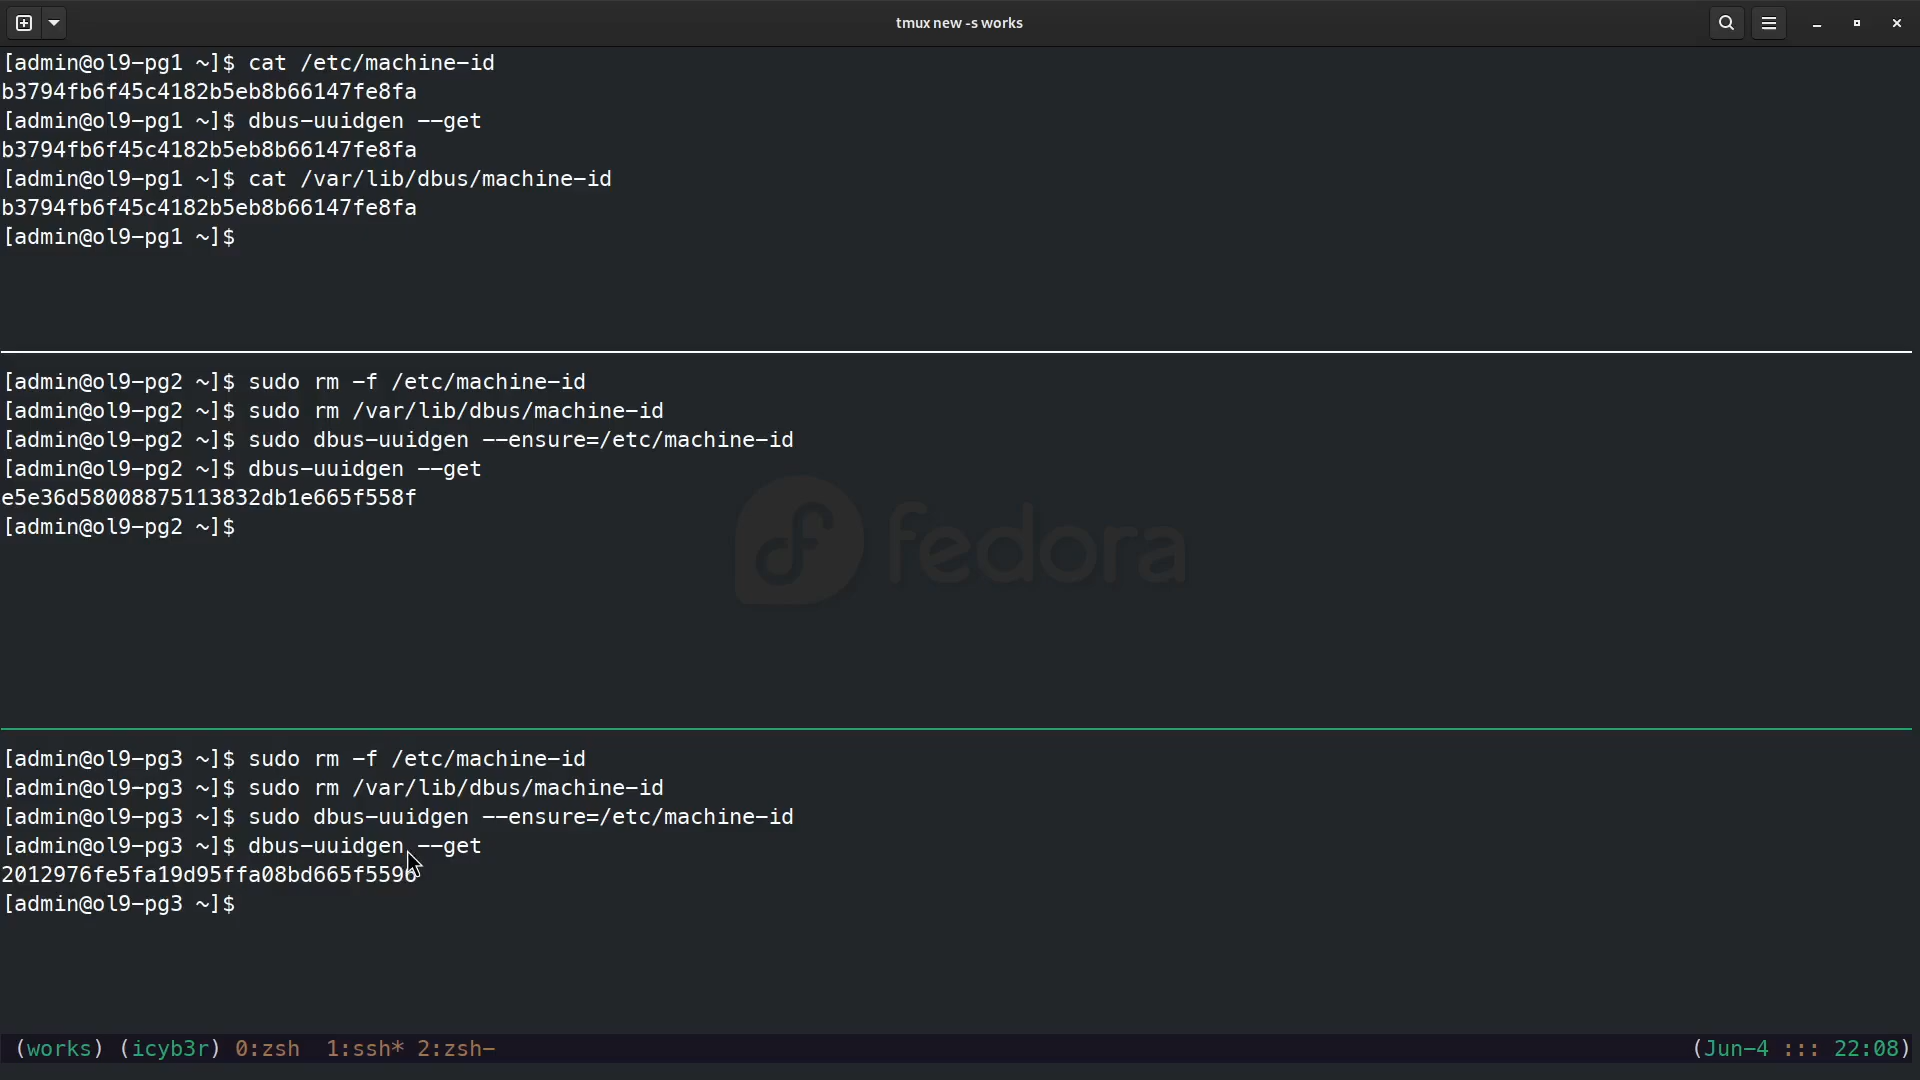 tmux new -s works
[admin@ol9-pg1 ~]$ cat /etc/machine-id
b3794fb6f45c4182b5eb8b66147fe8fa
[admin@ol9-pg1 ~]$ dbus-uuidgen --get
b3794fb6f45c4182b5eb8b66147fe8fa
[admin@ol9-pg1 ~]$ cat /var/lib/dbus/machine-id
b3794fb6f45c4182b5eb8b66147fe8fa
[admin@ol9-pg1 ~]$
[admin@ol9-pg2 ~]$ sudo rm -f /etc/machine-id
[admin@ol9-pg2 ~]$ sudo rm /var/lib/dbus/machine-id
[admin@ol9-pg2 ~]$ sudo dbus-uuidgen --ensure=/etc/machine-id
[admin@ol9-pg2 ~]$ dbus-uuidgen --get
e5e36d58008875113832db1e665f558f
[admin@ol9-pg2 ~]$
fedora
[admin@ol9-pg3 ~]$ sudo rm -f /etc/machine-id
[admin@ol9-pg3 ~]$ sudo rm /var/lib/dbus/machine-id
[admin@ol9-pg3 ~]$ sudo dbus-uuidgen --ensure=/etc/machine-id
[admin@ol9-pg3 ~]$ dbus-uuidgen --get
[admin@ol9-pg3 ~]$
(works) (icyb3r) 0:zsh 1:ssh* 2:zsh- (Jun-4 ::: 22:08)